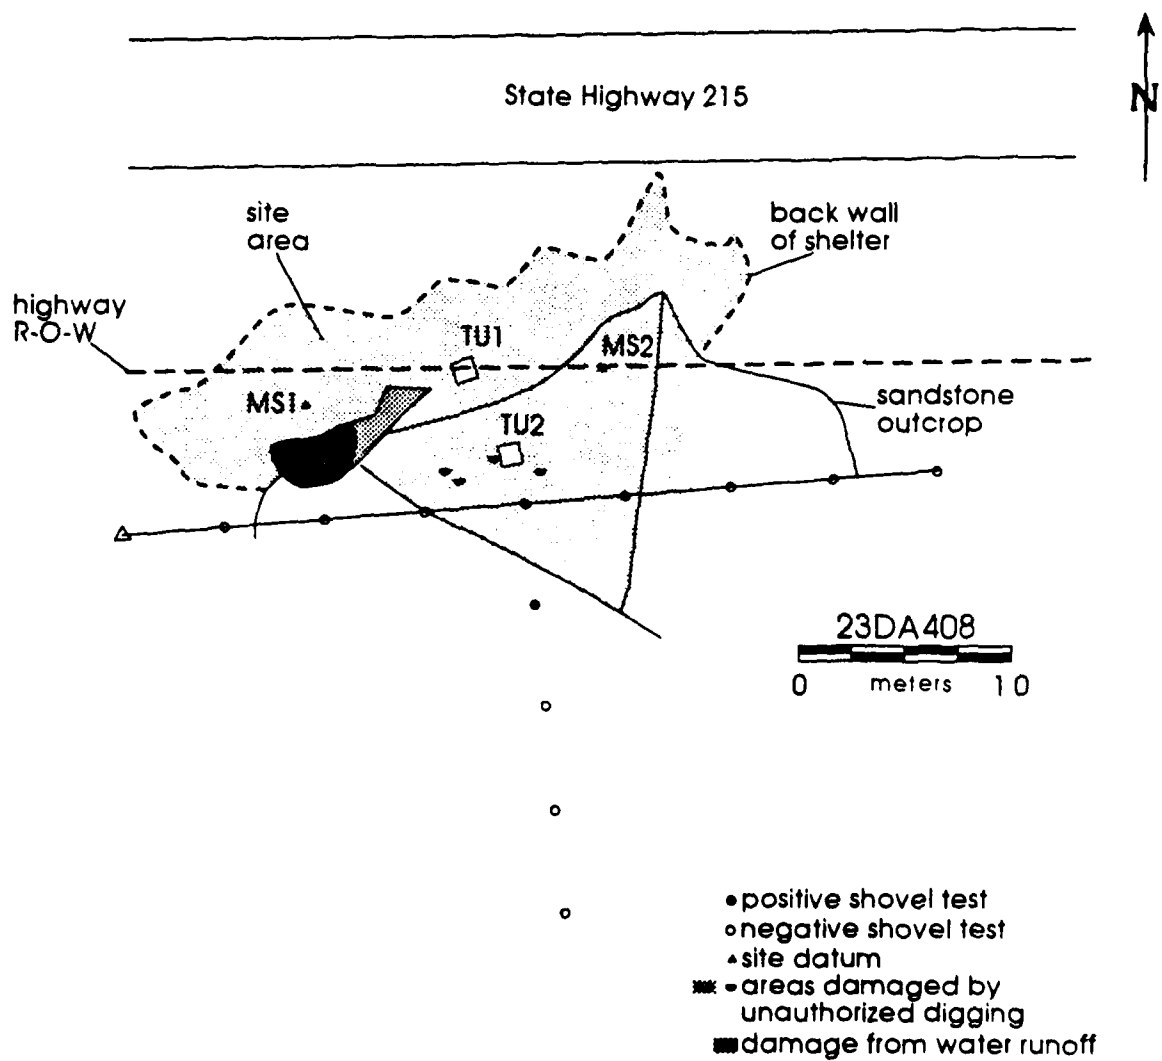 N
State Highway 215
site
area
back wall
of shelter
highway
R-O-W
TU1
MS2
MS1
TU2
sandstone
outcrop
23DA408
0 meters 10
positive shovel test
negative shovel test
site datum
areas damaged by
unauthorized digging
damage from water runoff